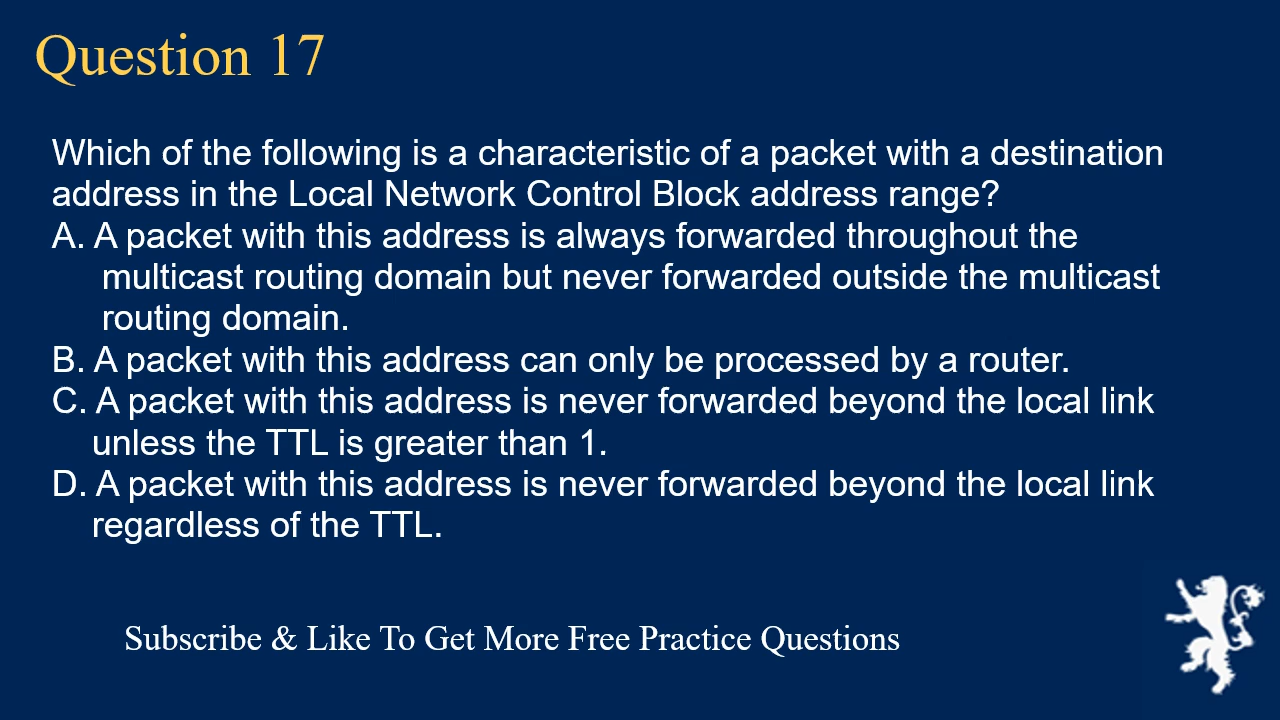 Question 17
Which of the following is a characteristic of a packet with a destination
address in the Local Network Control Block address range?
A. A packet with this address is always forwarded throughout the
multicast routing domain but never forwarded outside the multicast
routing domain.
B. A packet with this address can only be processed by a router.
C. A packet with this address is never forwarded beyond the local link
unless the TTL is greater than 1.
D. A packet with this address is never forwarded beyond the local link
regardless of the TTL.
Subscribe & Like To Get More Free Practice Questions